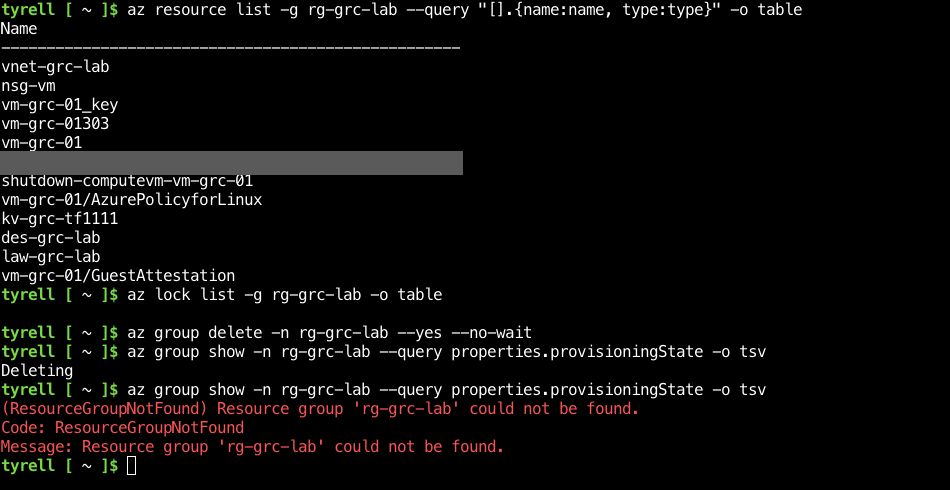 tyrell [ ~ ]$ az resource list -g rg-grc-lab --query "[].{name:name, type:type}" -o table
Name
---------------------------------------------------
vnet-grc-lab
nsg-vm
vm-grc-01_key
vm-grc-01303
vm-grc-01
shutdown-computevm-vm-grc-01
vm-grc-01/AzurePolicyforLinux
kv-grc-tf1111
des-grc-lab
law-grc-lab
vm-grc-01/GuestAttestation
tyrell [ ~ ]$ az lock list -g rg-grc-lab -o table
tyrell [ ~ ]$ az group delete -n rg-grc-lab --yes --no-wait
tyrell [ ~ ]$ az group show -n rg-grc-lab --query properties.provisioningState -o tsv
Deleting
tyrell [ ~ ]$ az group show -n rg-grc-lab --query properties.provisioningState -o tsv
(ResourceGroupNotFound) Resource group 'rg-grc-lab' could not be found.
Code: ResourceGroupNotFound
Message: Resource group 'rg-grc-lab' could not be found.
tyrell [ ~ ]$